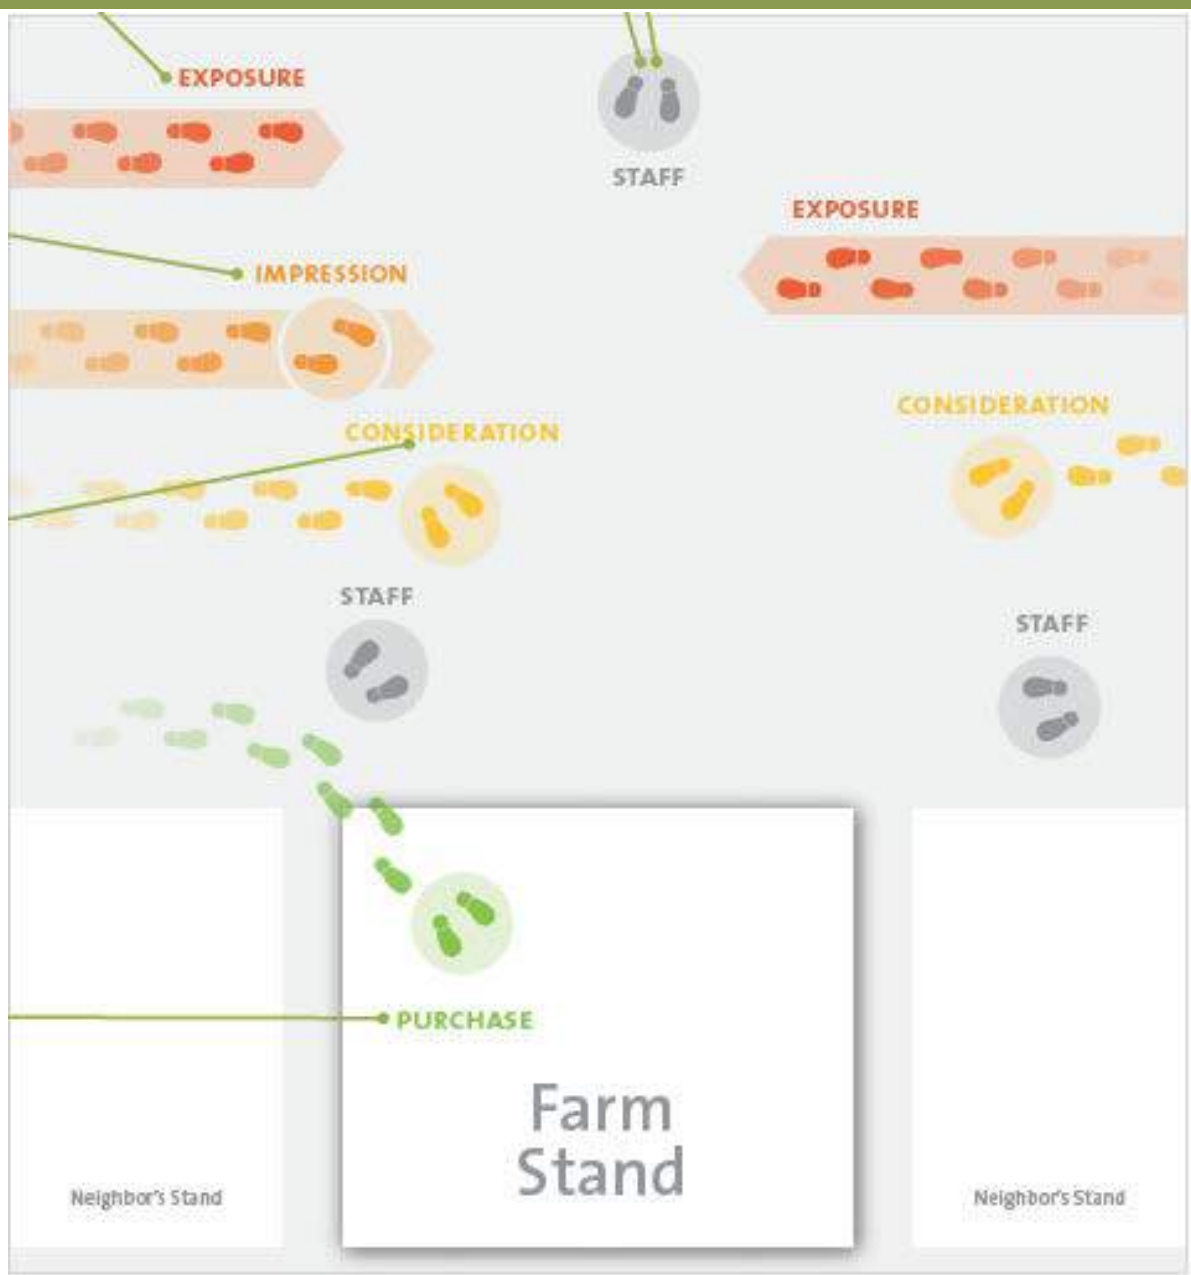 EXPOSURE
STAFF
EXPOSURE
IMPRESSION
CONSIDERATION
CONSIDERATION
STAFF
STAFF
PURCHASE
Farm
Stand
Neighbor's Stand
Neighbor's Stand